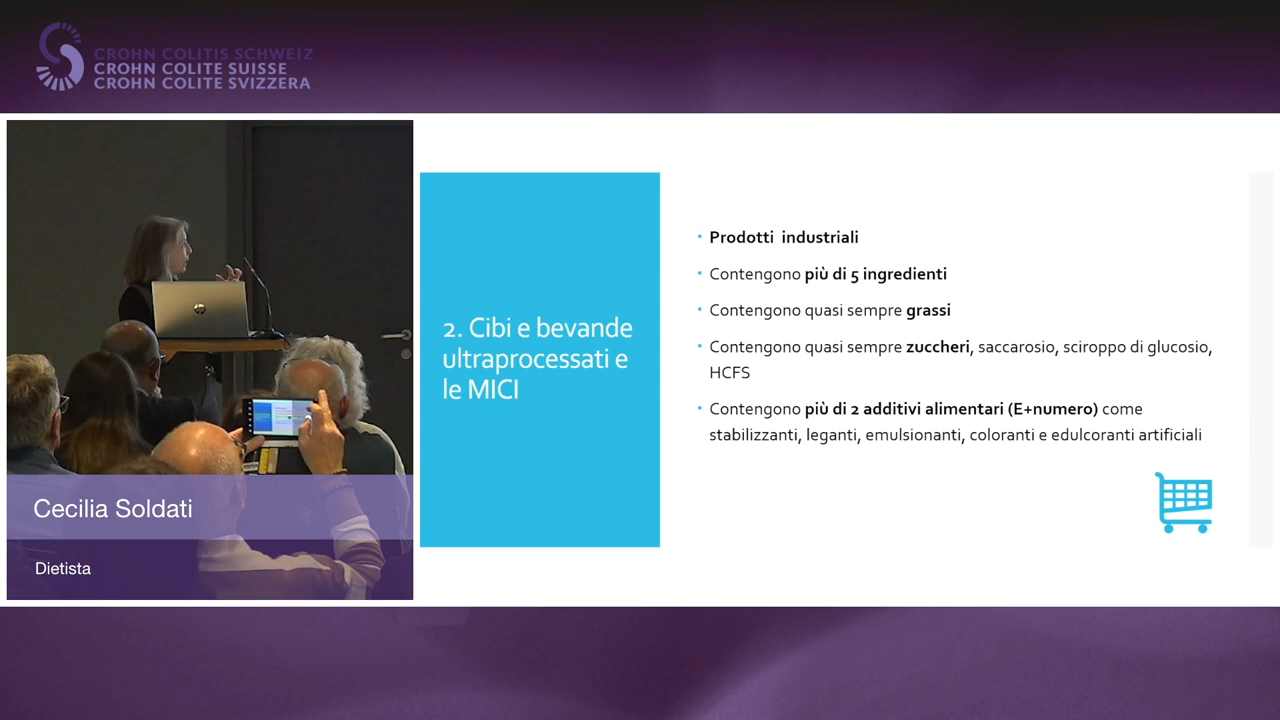 CROHN COLITIS SCHWEIZ
CROHN COLITE SUISSE
CROHN COLITE SVIZZERA
2. Cibi e bevande
ultraprocessati e
le MICI
• Prodotti industriali
• Contengono più di 5 ingredienti
• Contengono quasi sempre grassi
• Contengono quasi sempre zuccheri, saccarosio, sciroppo di glucosio,
HCFS
• Contengono più di 2 additivi alimentari (E+numero) come
stabilizzanti, leganti, emulsionanti, coloranti e edulcoranti artificiali
hp
Cecilia Soldati
Dietista